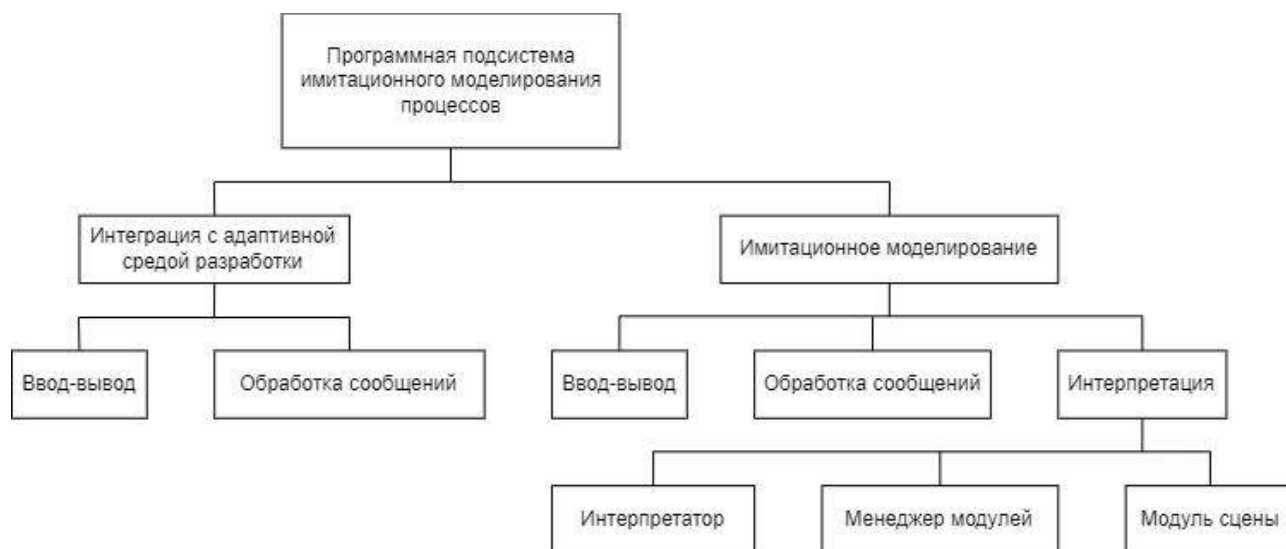 Программная подсистема
имитационного моделирования
процессов
Интеграция с адаптивной
средой разработки
Имитационное моделирование
Ввод-вывод
Обработка сообщений
Ввод-вывод
Обработка сообщений
Интерпретация
Интерпретатор
Менеджер модулей
Модуль сцены